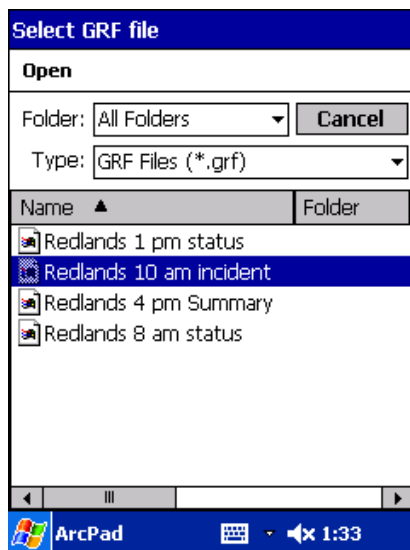 Select GRF file
Open
Folder: All Folders Cancel
Type: GRF Files (*.grf)
Name Folder
Redlands 1 pm status
Redlands 10 am incident
Redlands 4 pm Summary
Redlands 8 am status
ArcPad 1:33